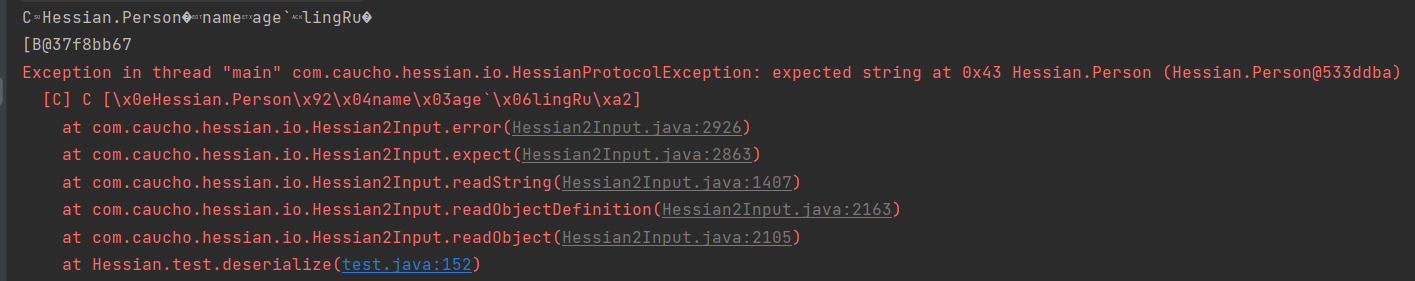 C␎Hessian.Person�␄name␃age`␆lingRu�
[B@37f8bb67
Exception in thread "main" com.caucho.hessian.io.HessianProtocolException: expected string at 0x43 Hessian.Person (Hessian.Person@533ddba)
  [C] C [\x0eHessian.Person\x92\x04name\x03age`\x06lingRu\xa2]
    at com.caucho.hessian.io.Hessian2Input.error(Hessian2Input.java:2926)
    at com.caucho.hessian.io.Hessian2Input.expect(Hessian2Input.java:2863)
    at com.caucho.hessian.io.Hessian2Input.readString(Hessian2Input.java:1407)
    at com.caucho.hessian.io.Hessian2Input.readObjectDefinition(Hessian2Input.java:2163)
    at com.caucho.hessian.io.Hessian2Input.readObject(Hessian2Input.java:2105)
    at Hessian.test.deserialize(test.java:152)